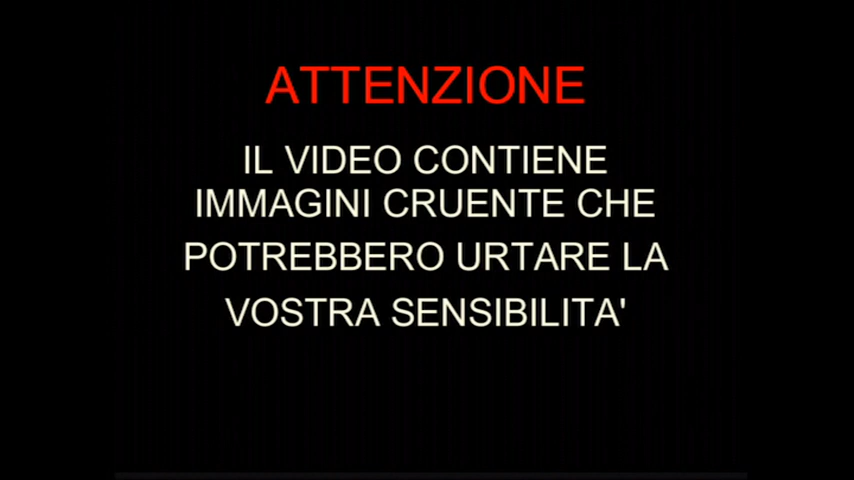 ATTENZIONE
IL VIDEO CONTIENE
IMMAGINI CRUENTE CHE
POTREBBERO URTARE LA
VOSTRA SENSIBILITA'